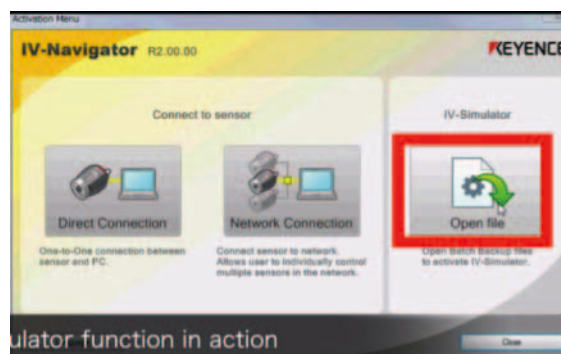 Activation Menu
IV-Navigator R2.00.00
KEYENCE
Connect to sensor
IV-Simulator
Direct Connection
Network Connection
Open file
One-to-One connection between
sensor and PC.
Connect sensor to network.
Allows user to individually control
multiple sensors in the network.
Open Batch Backup files
to activate IV-Simulator.
ulator function in action
Close